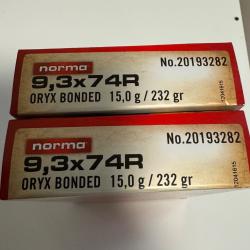 norma
No.20193282
9,3x74R
ORYX BONDED 15,0 g / 232 gr
norma
No.20193282
9,3x74R
ORYX BONDED 15,0 g / 232 gr